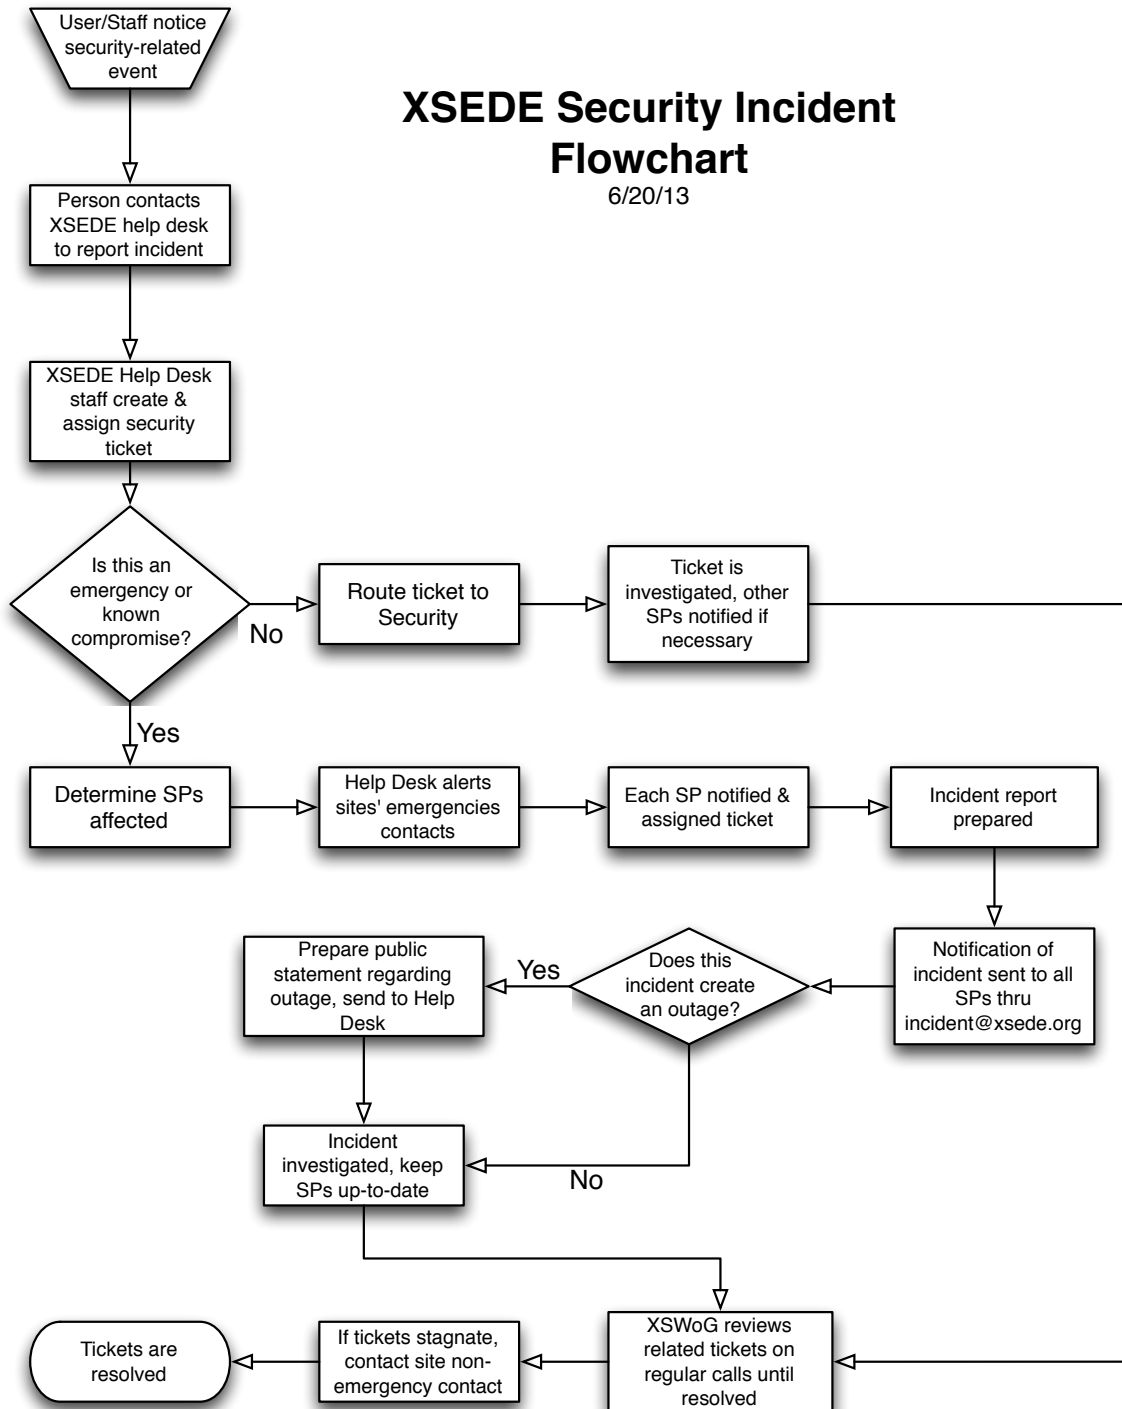 User/Staff notice
security-related
event
XSEDE Security Incident
Flowchart
6/20/13
Person contacts
XSEDE help desk
to report incident
XSEDE Help Desk
staff create &
assign security
ticket
Is this an
emergency or
known
compromise?
No
Route ticket to
Security
Ticket is
investigated, other
SPs notified if
necessary
Yes
Determine SPs
affected
Help Desk alerts
sites' emergencies
contacts
Each SP notified &
assigned ticket
Incident report
prepared
Notification of
incident sent to all
SPs thru
incident@xsede.org
Does this
incident create
an outage?
Yes
Prepare public
statement regarding
outage, send to Help
Desk
No
Incident
investigated, keep
SPs up-to-date
XSWoG reviews
related tickets on
regular calls until
resolved
If tickets stagnate,
contact site non-
emergency contact
Tickets are
resolved